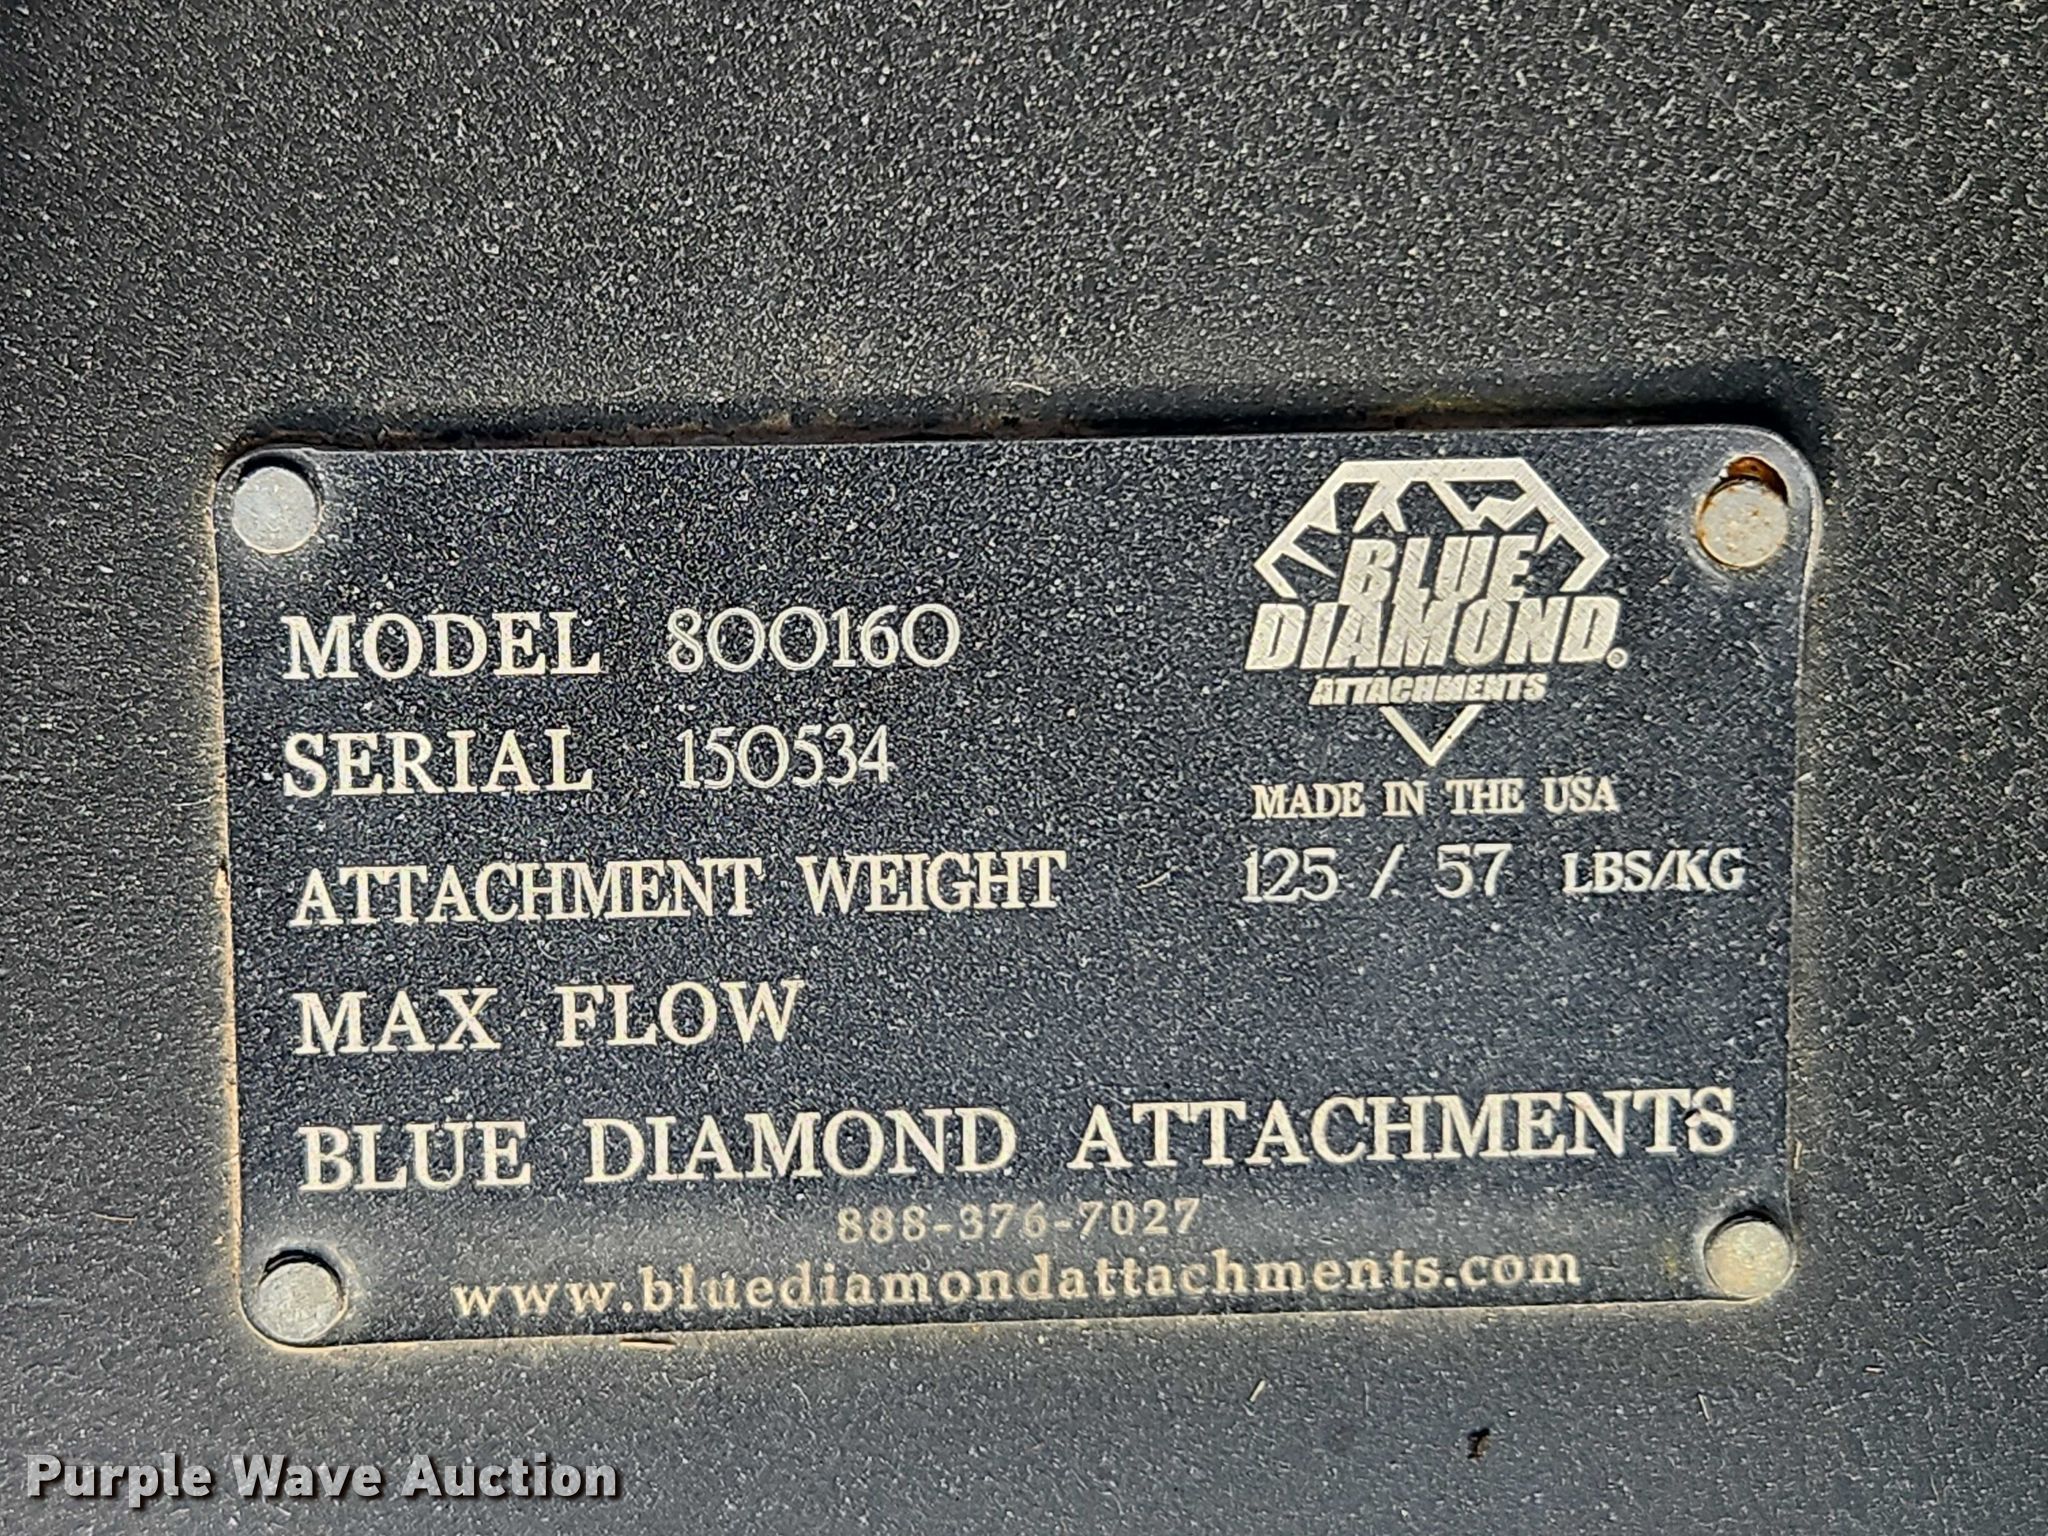 BLUE
DIAMOND®
ATTACHMENTS
MADE IN THE USA
MODEL 800160
SERIAL 150534
ATTACHMENT WEIGHT 125 / 57 LBS/KG
MAX FLOW
BLUE DIAMOND ATTACHMENTS
888-376-7027
www.bluediamondattachments.com
Purple Wave Auction